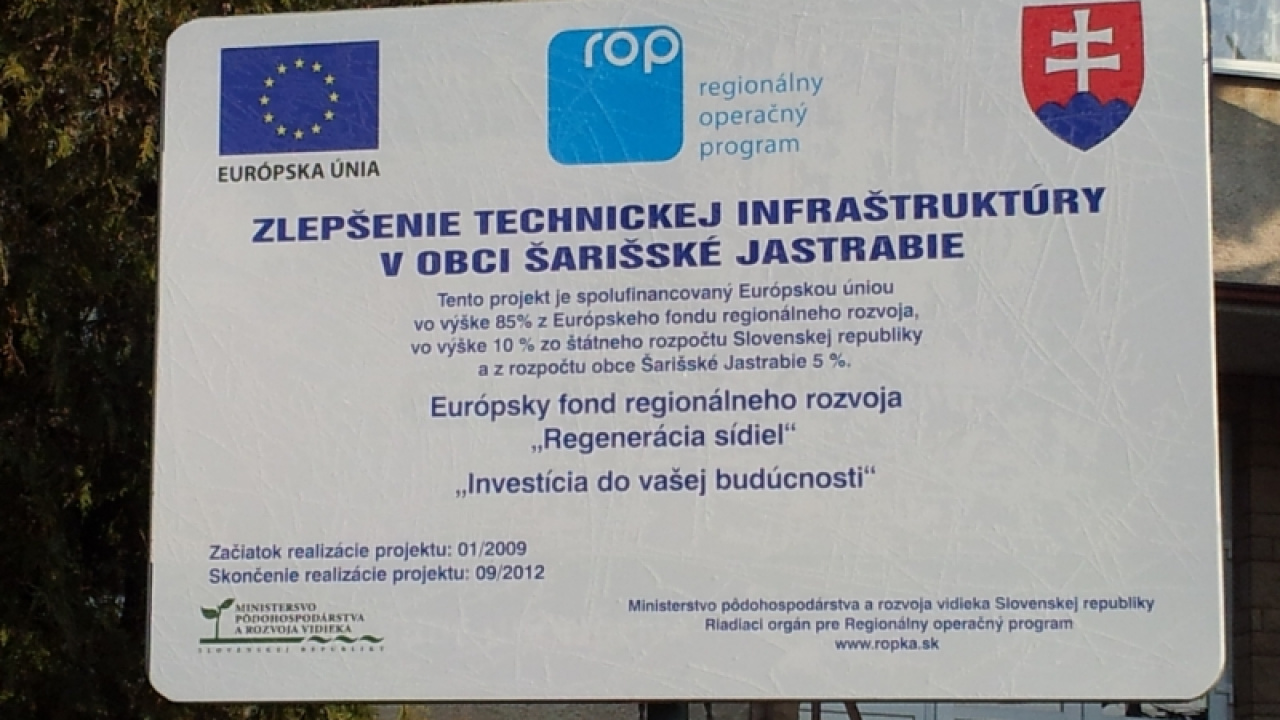 EURÓPSKA ÚNIA
rop
regionálny
operačný
program
ZLEPŠENIE TECHNICKEJ INFRAŠTRUKTÚRY
V OBCI ŠARIŠSKÉ JASTRABIE
Tento projekt je spolufinancovaný Európskou úniou
vo výške 85% z Európskeho fondu regionálneho rozvoja,
vo výške 10 % zo štátneho rozpočtu Slovenskej republiky
a z rozpočtu obce Šarišské Jastrabie 5 %.
Európsky fond regionálneho rozvoja
„Regenerácia sídiel“
„Investícia do vašej budúcnosti“
Začiatok realizácie projektu: 01/2009
Skončenie realizácie projektu: 09/2012
MINISTERSVO
PÔDOHOSPODÁRSTVA
A ROZVOJA VIDIEKA
SLOVENSKEJ REPUBLIKY
Ministerstvo pôdohospodárstva a rozvoja vidieka Slovenskej republiky
Riadiaci orgán pre Regionálny operačný program
www.ropka.sk